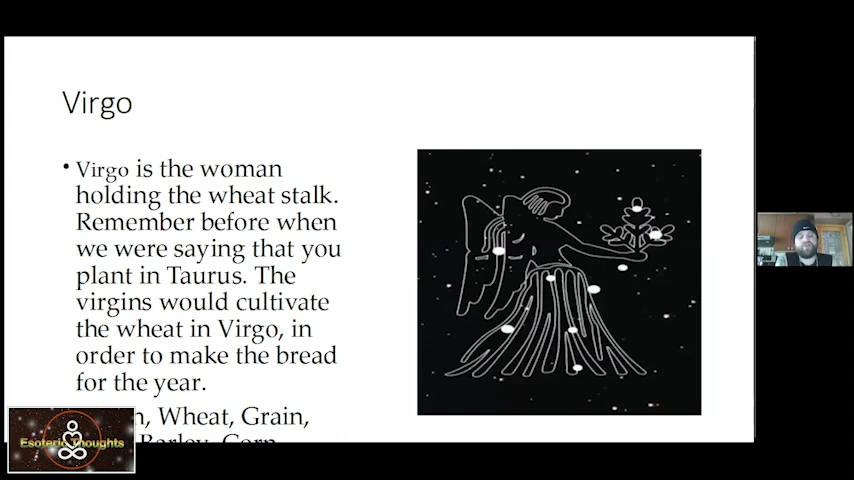 Virgo
• Virgo is the woman
holding the wheat stalk.
Remember before when
we were saying that you
plant in Taurus. The
virgins would cultivate
the wheat in Virgo, in
order to make the bread
for the year.
Wheat, Grain,
Barley, Corn
Esoteric Thoughts